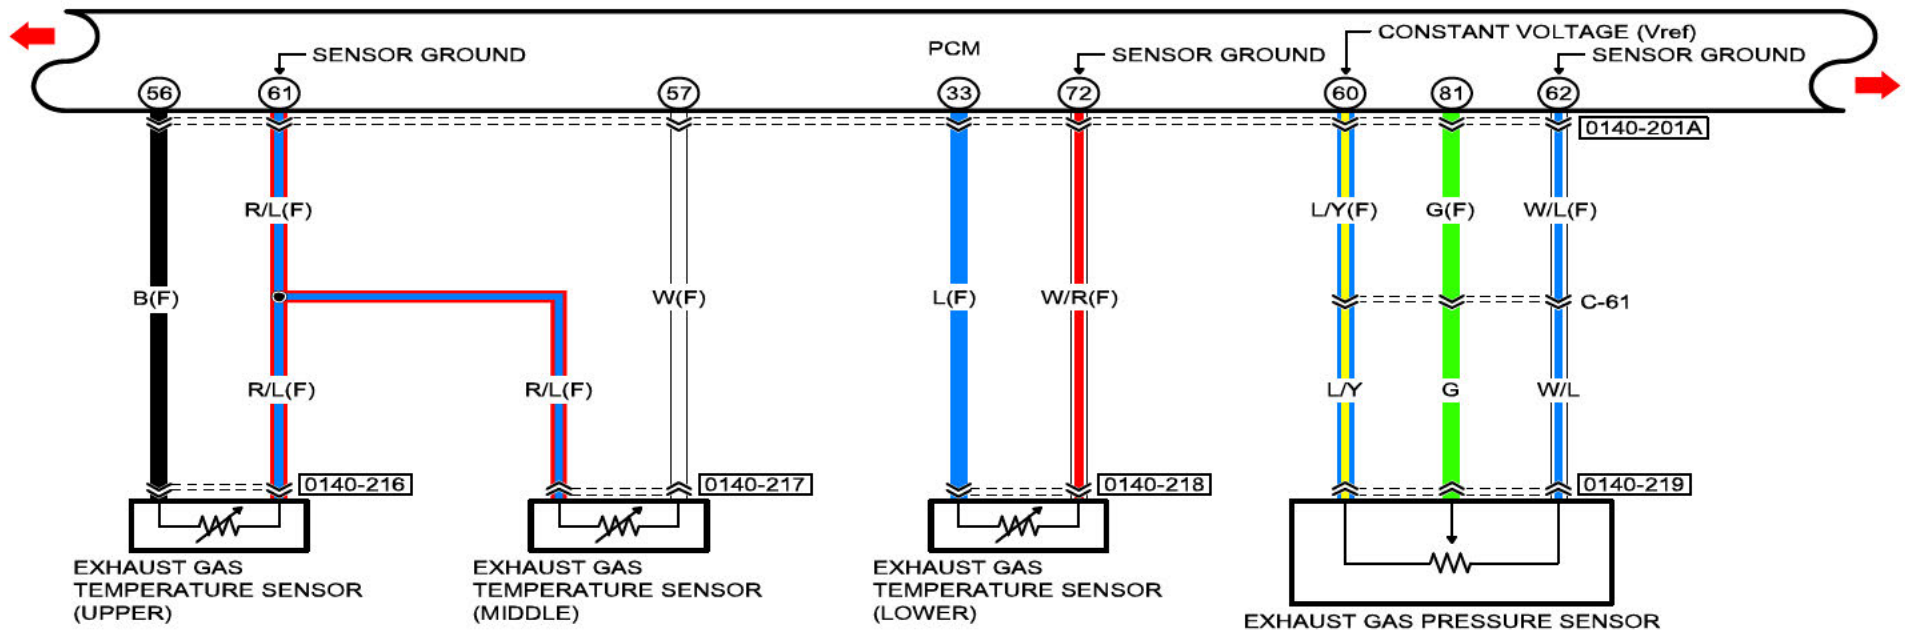 CONSTANT VOLTAGE (Vref)
PCM
SENSOR GROUND
SENSOR GROUND
SENSOR GROUND
56
61
57
33
72
60
81
62
0140-201A
R/L(F)
L/Y(F)
G(F)
W/L(F)
B(F)
W(F)
L(F)
W/R(F)
C-61
R/L(F)
R/L(F)
L/Y
G
W/L
0140-216
0140-217
0140-218
0140-219
EXHAUST GAS
TEMPERATURE SENSOR
(UPPER)
EXHAUST GAS
TEMPERATURE SENSOR
(MIDDLE)
EXHAUST GAS
TEMPERATURE SENSOR
(LOWER)
EXHAUST GAS PRESSURE SENSOR